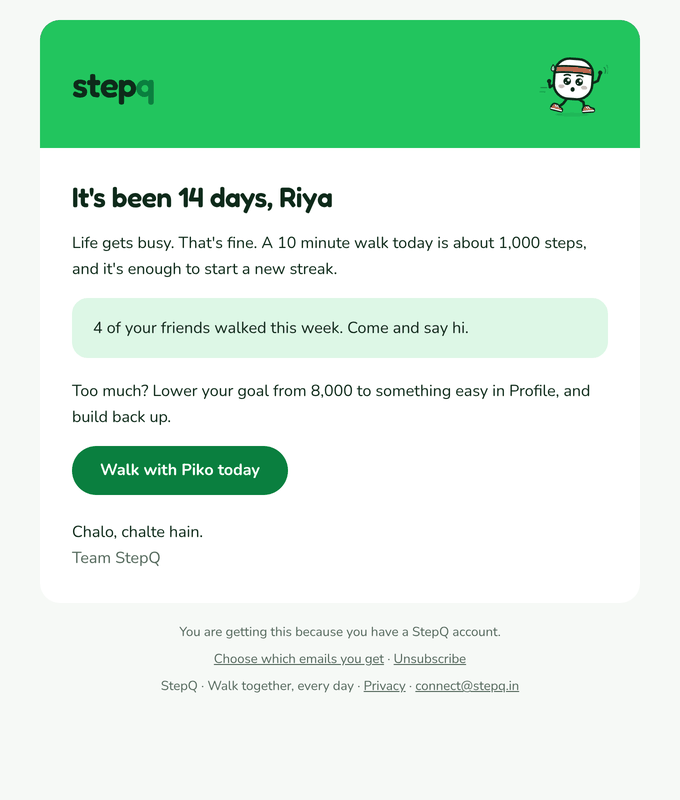 stepq
It's been 14 days, Riya
Life gets busy. That's fine. A 10 minute walk today is about 1,000 steps,
and it's enough to start a new streak.
4 of your friends walked this week. Come and say hi.
Too much? Lower your goal from 8,000 to something easy in Profile, and
build back up.
Walk with Piko today
Chalo, chalte hain.
Team StepQ
You are getting this because you have a StepQ account.
Choose which emails you get · Unsubscribe
StepQ · Walk together, every day · Privacy · connect@stepq.in